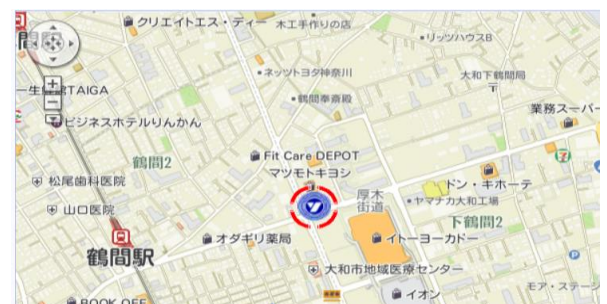 クリエイトエス・ディー
木工手作りの店
リッツハウスB
ネッツトヨタ神奈川
大和下鶴間局
TAIGA
鶴間奉斎殿
業務スーパー
ビジネスホテルりんかん
鶴間2
Fit Care DEPOT
マツモトキヨシ
松尾歯科医院
ドン・キホーテ
厚木
街道
ヤマナカ大和工場
山口医院
下鶴間2
オダギリ薬局
イトーヨーカドー
鶴間駅
大和市地域医療センター
モア・ステージ
イオン
BOOK OFF